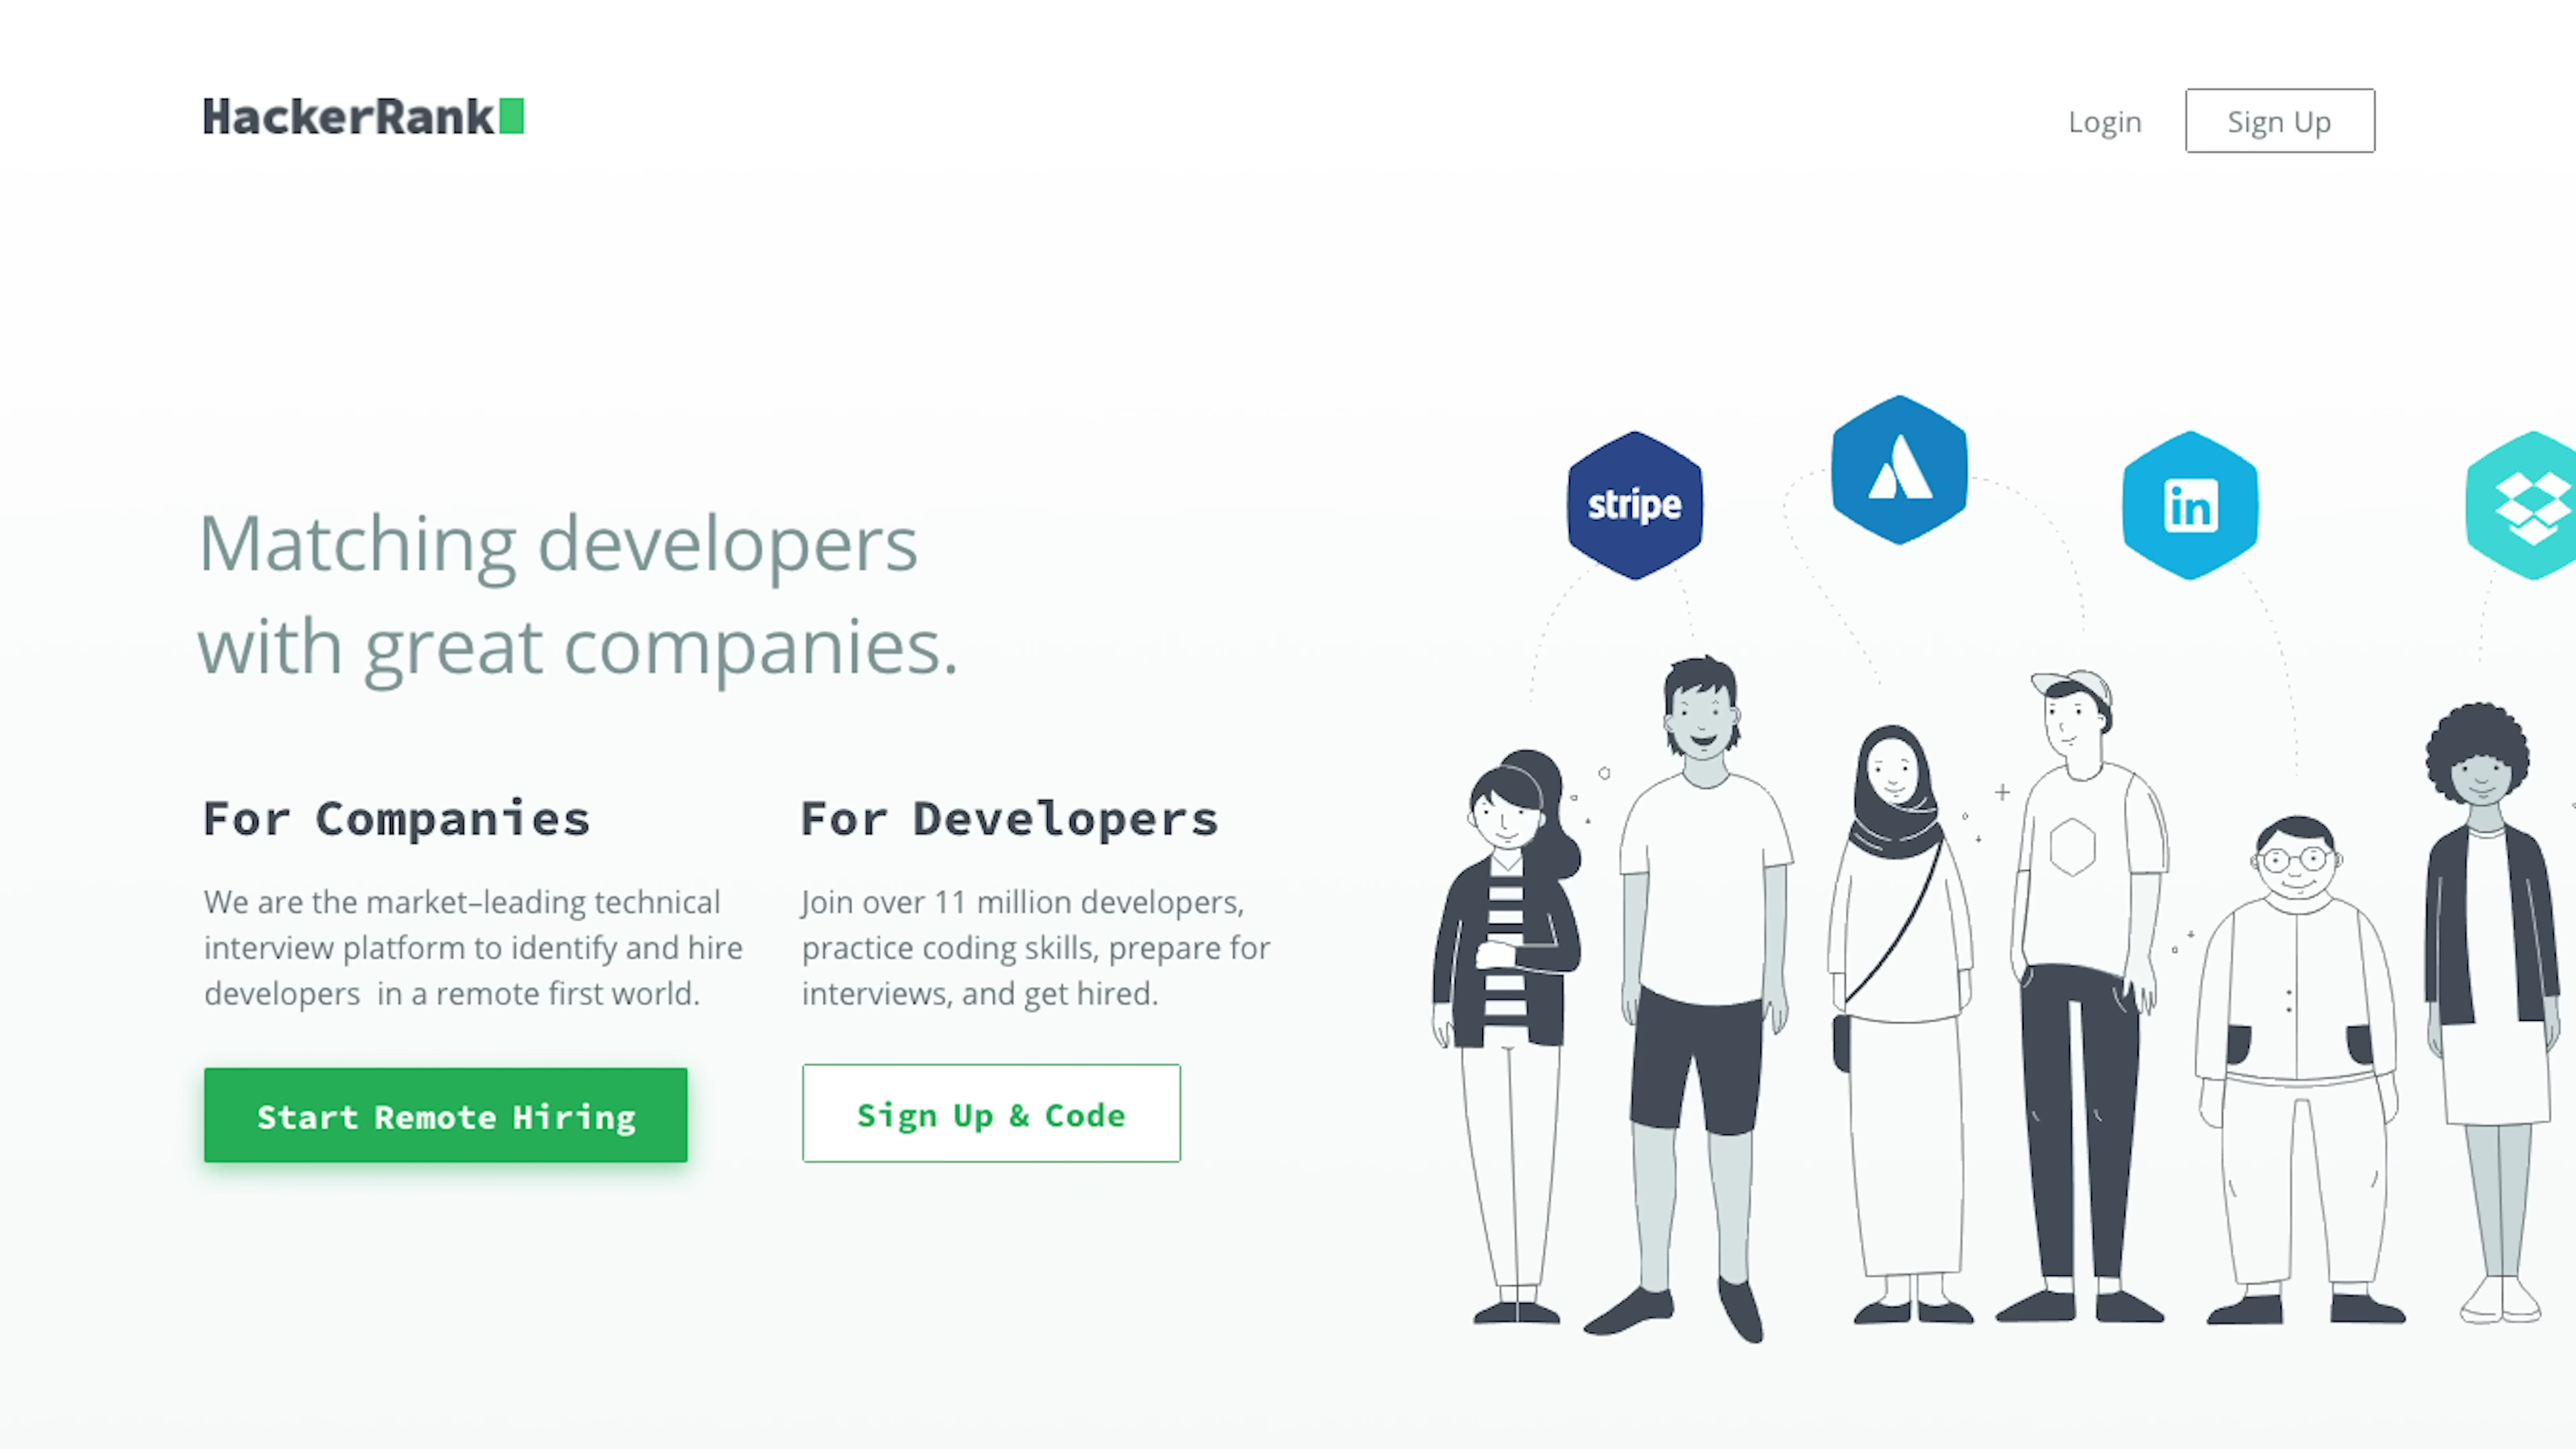 HackerRank
Login
Sign Up
stripe
in
Matching developers
with great companies.
For Companies
We are the market–leading technical
interview platform to identify and hire
developers  in a remote first world.
Start Remote Hiring
For Developers
Join over 11 million developers,
practice coding skills, prepare for
interviews, and get hired.
Sign Up & Code